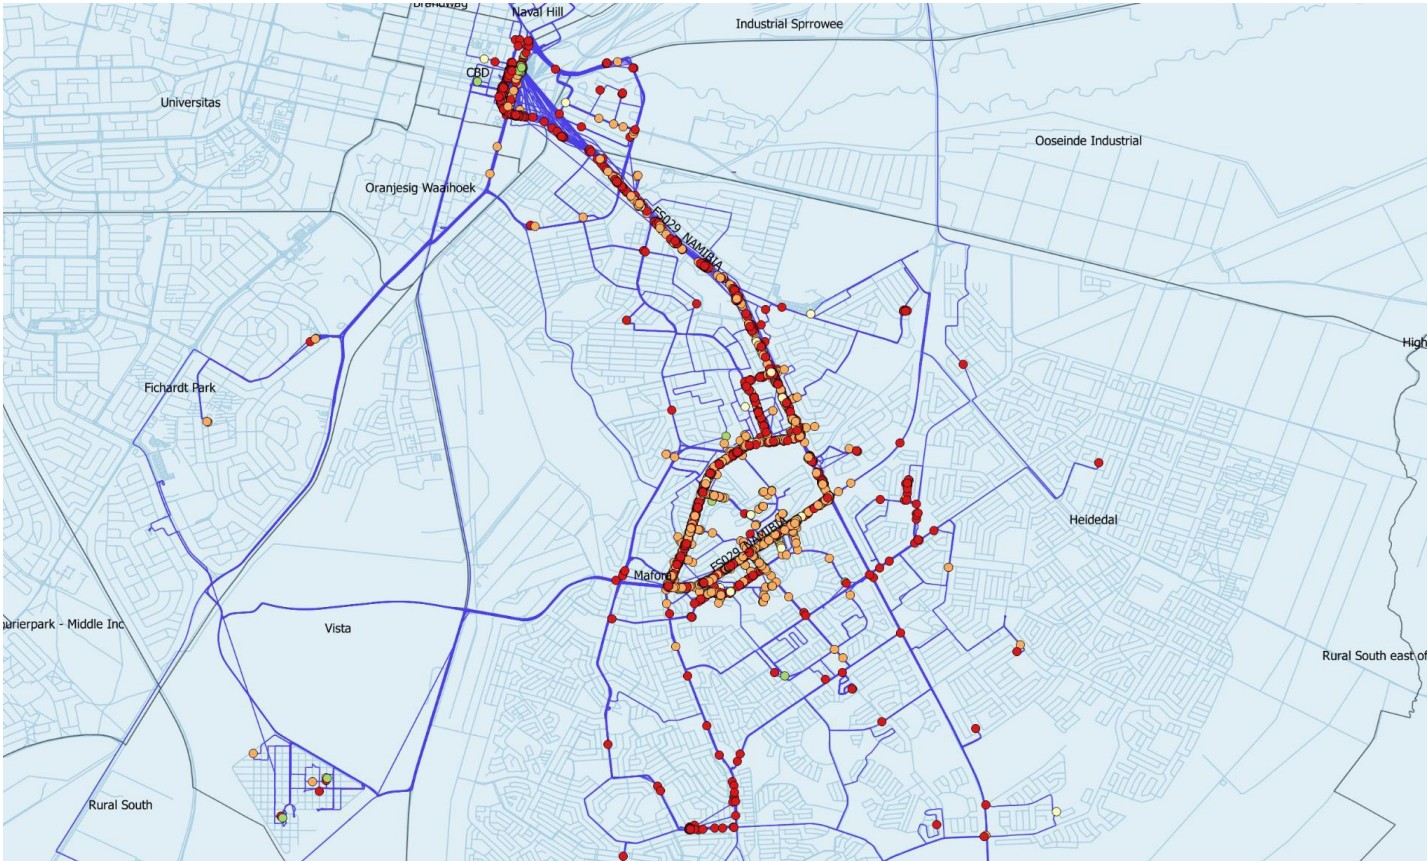 Brandwag
Naval Hill
Industrial Sprrowee
CBD
Universitas
Ooseinde Industrial
Oranjesig Waaihoek
FS029_NAMIBIA
High
Fichardt Park
Heidedal
FS029_NAMIBIA
Mafora
urierpark - Middle Inc
Vista
Rural South east of
Rural South